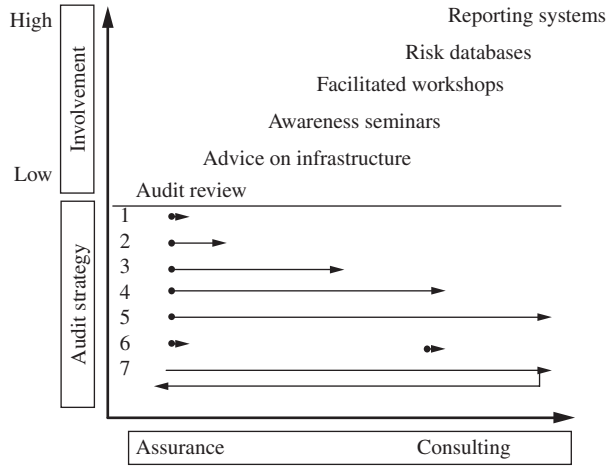 High
Reporting systems
Risk databases
Facilitated workshops
Involvement
Awareness seminars
Advice on infrastructure
Low
Audit review
Audit strategy
1
2
3
4
5
6
7
Assurance
Consulting